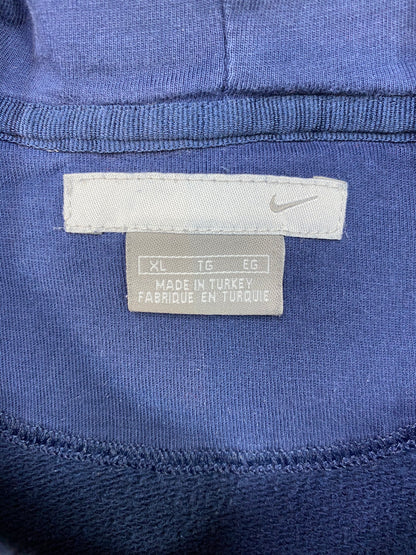 XL TG EG
MADE IN TURKEY
FABRIQUE EN TURQUIE